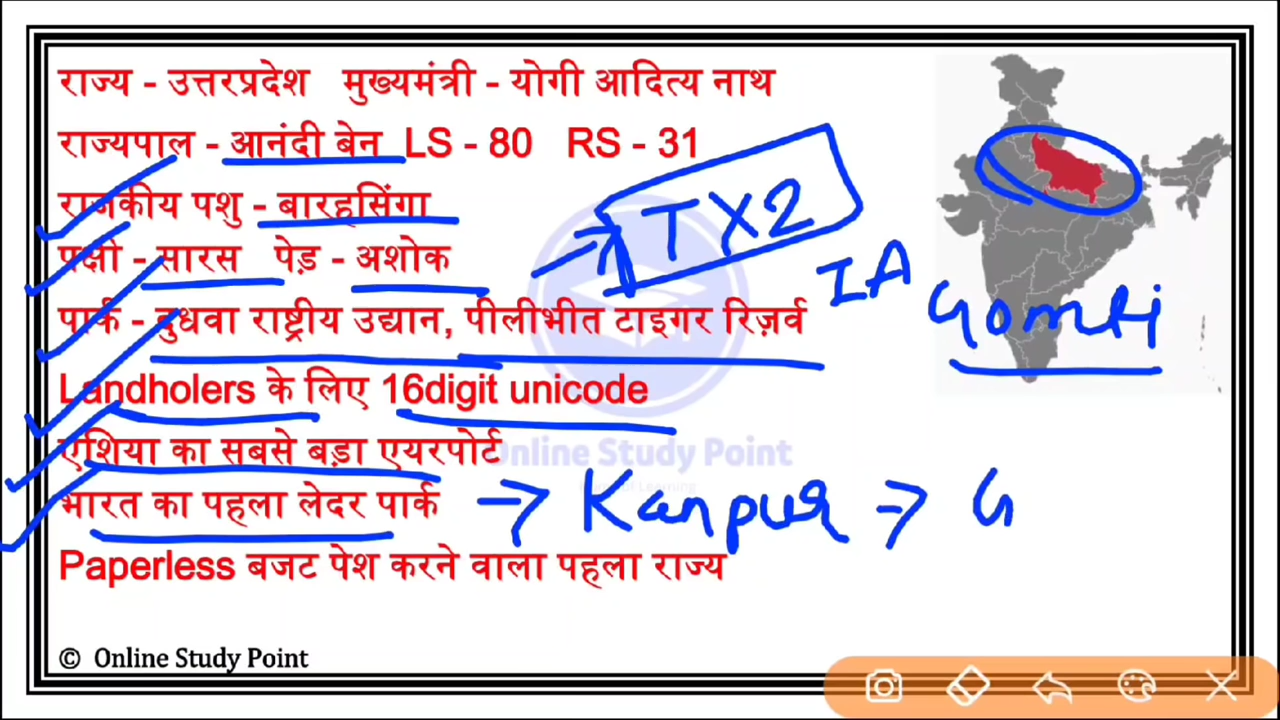 राज्य - उत्तरप्रदेश मुख्यमंत्री - योगी आदित्य नाथ
राज्यपाल - आनंदी बेन LS - 80 RS - 31
राजकीय पशु - बारहसिंगा
TX2
पक्षी - सारस पेड़ - अशोक
IA
Gomti
पार्क - दुधवा राष्ट्रीय उद्यान, पीलीभीत टाइगर रिज़र्व
Landholers के लिए 16digit unicode
एशिया का सबसे बड़ा एयरपोर्ट
Online Study Point
भारत का पहला लेदर पार्क → Kanpur → G
Paperless बजट पेश करने वाला पहला राज्य
© Online Study Point